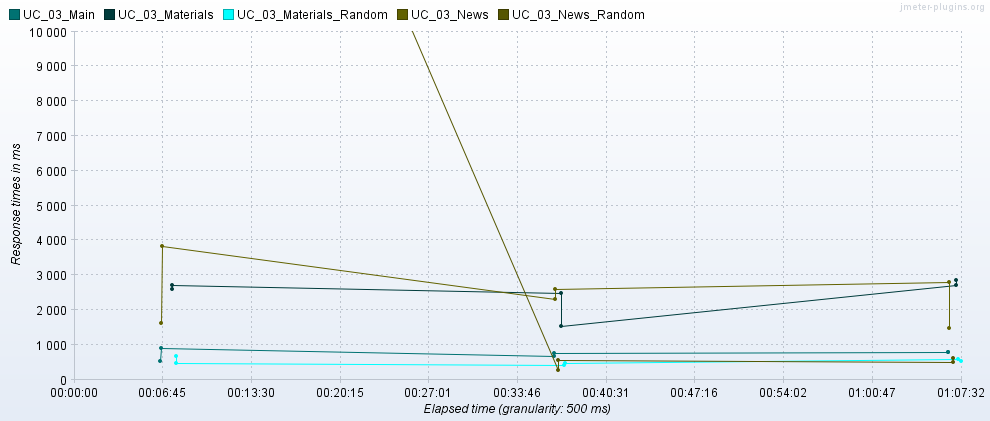 UC_03_Main UC_03_Materials UC_03_Materials_Random UC_03_News UC_03_News_Random
jmeter-plugins.org
10 000
9 000
8 000
7 000
6 000
5 000
4 000
3 000
2 000
1 000
0
Response times in ms
00:00:00 00:06:45 00:13:30 00:20:15 00:27:01 00:33:46 00:40:31 00:47:16 00:54:02 01:00:47 01:07:32
Elapsed time (granularity: 500 ms)